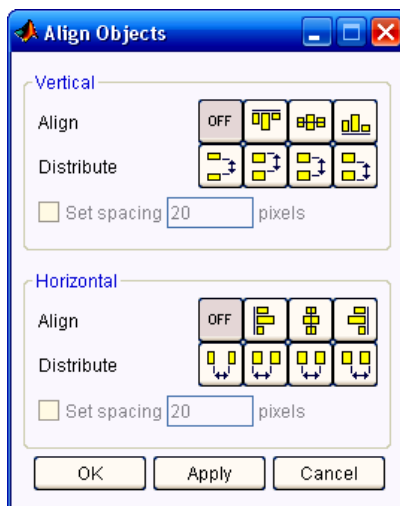 Align Objects
Vertical
Align OFF
Distribute
Set spacing 20 pixels
Horizontal
Align OFF
Distribute
Set spacing 20 pixels
OK Apply Cancel